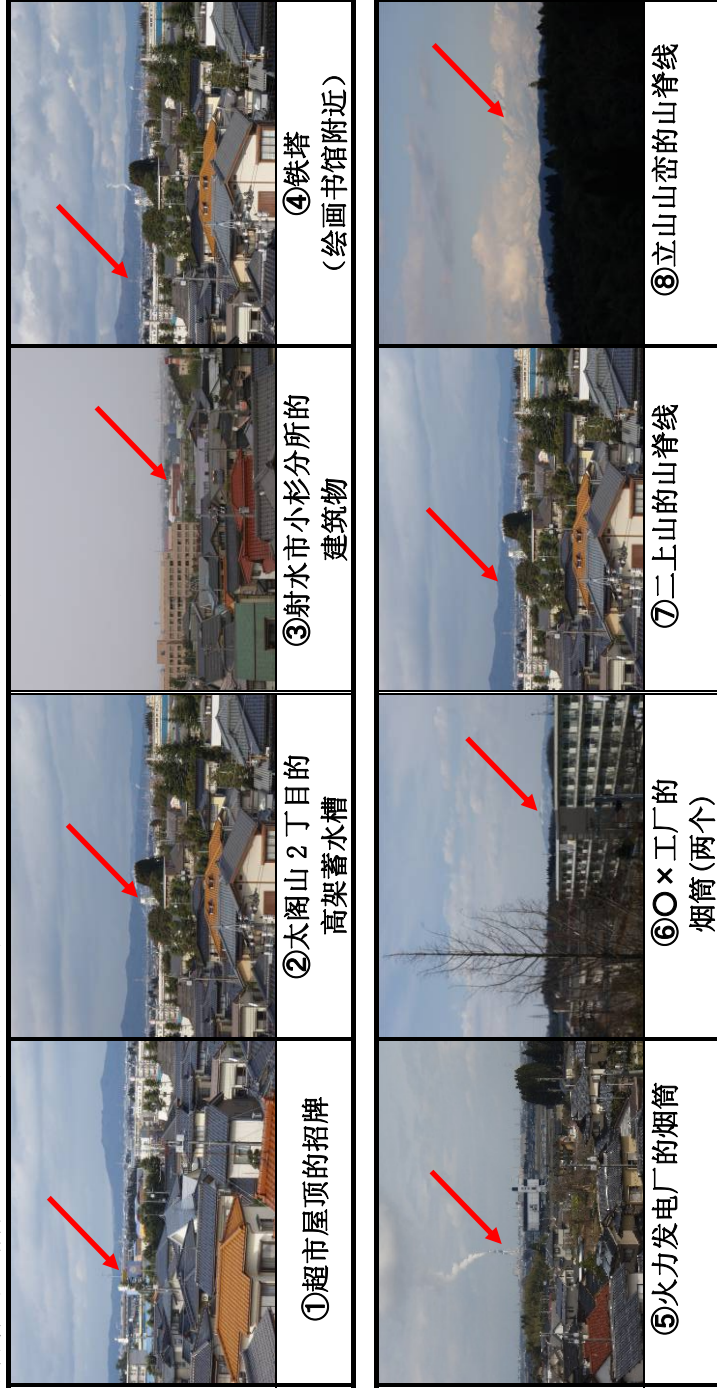 ①超市屋顶的招牌
②太阁山2丁目的
高架蓄水槽
③射水市小杉分所的
建筑物
④铁塔
(绘画书馆附近)
⑤火力发电厂的烟筒
⑥○×工厂的
烟筒(两个)
⑦二上山的山脊线
⑧立山山峦的山脊线